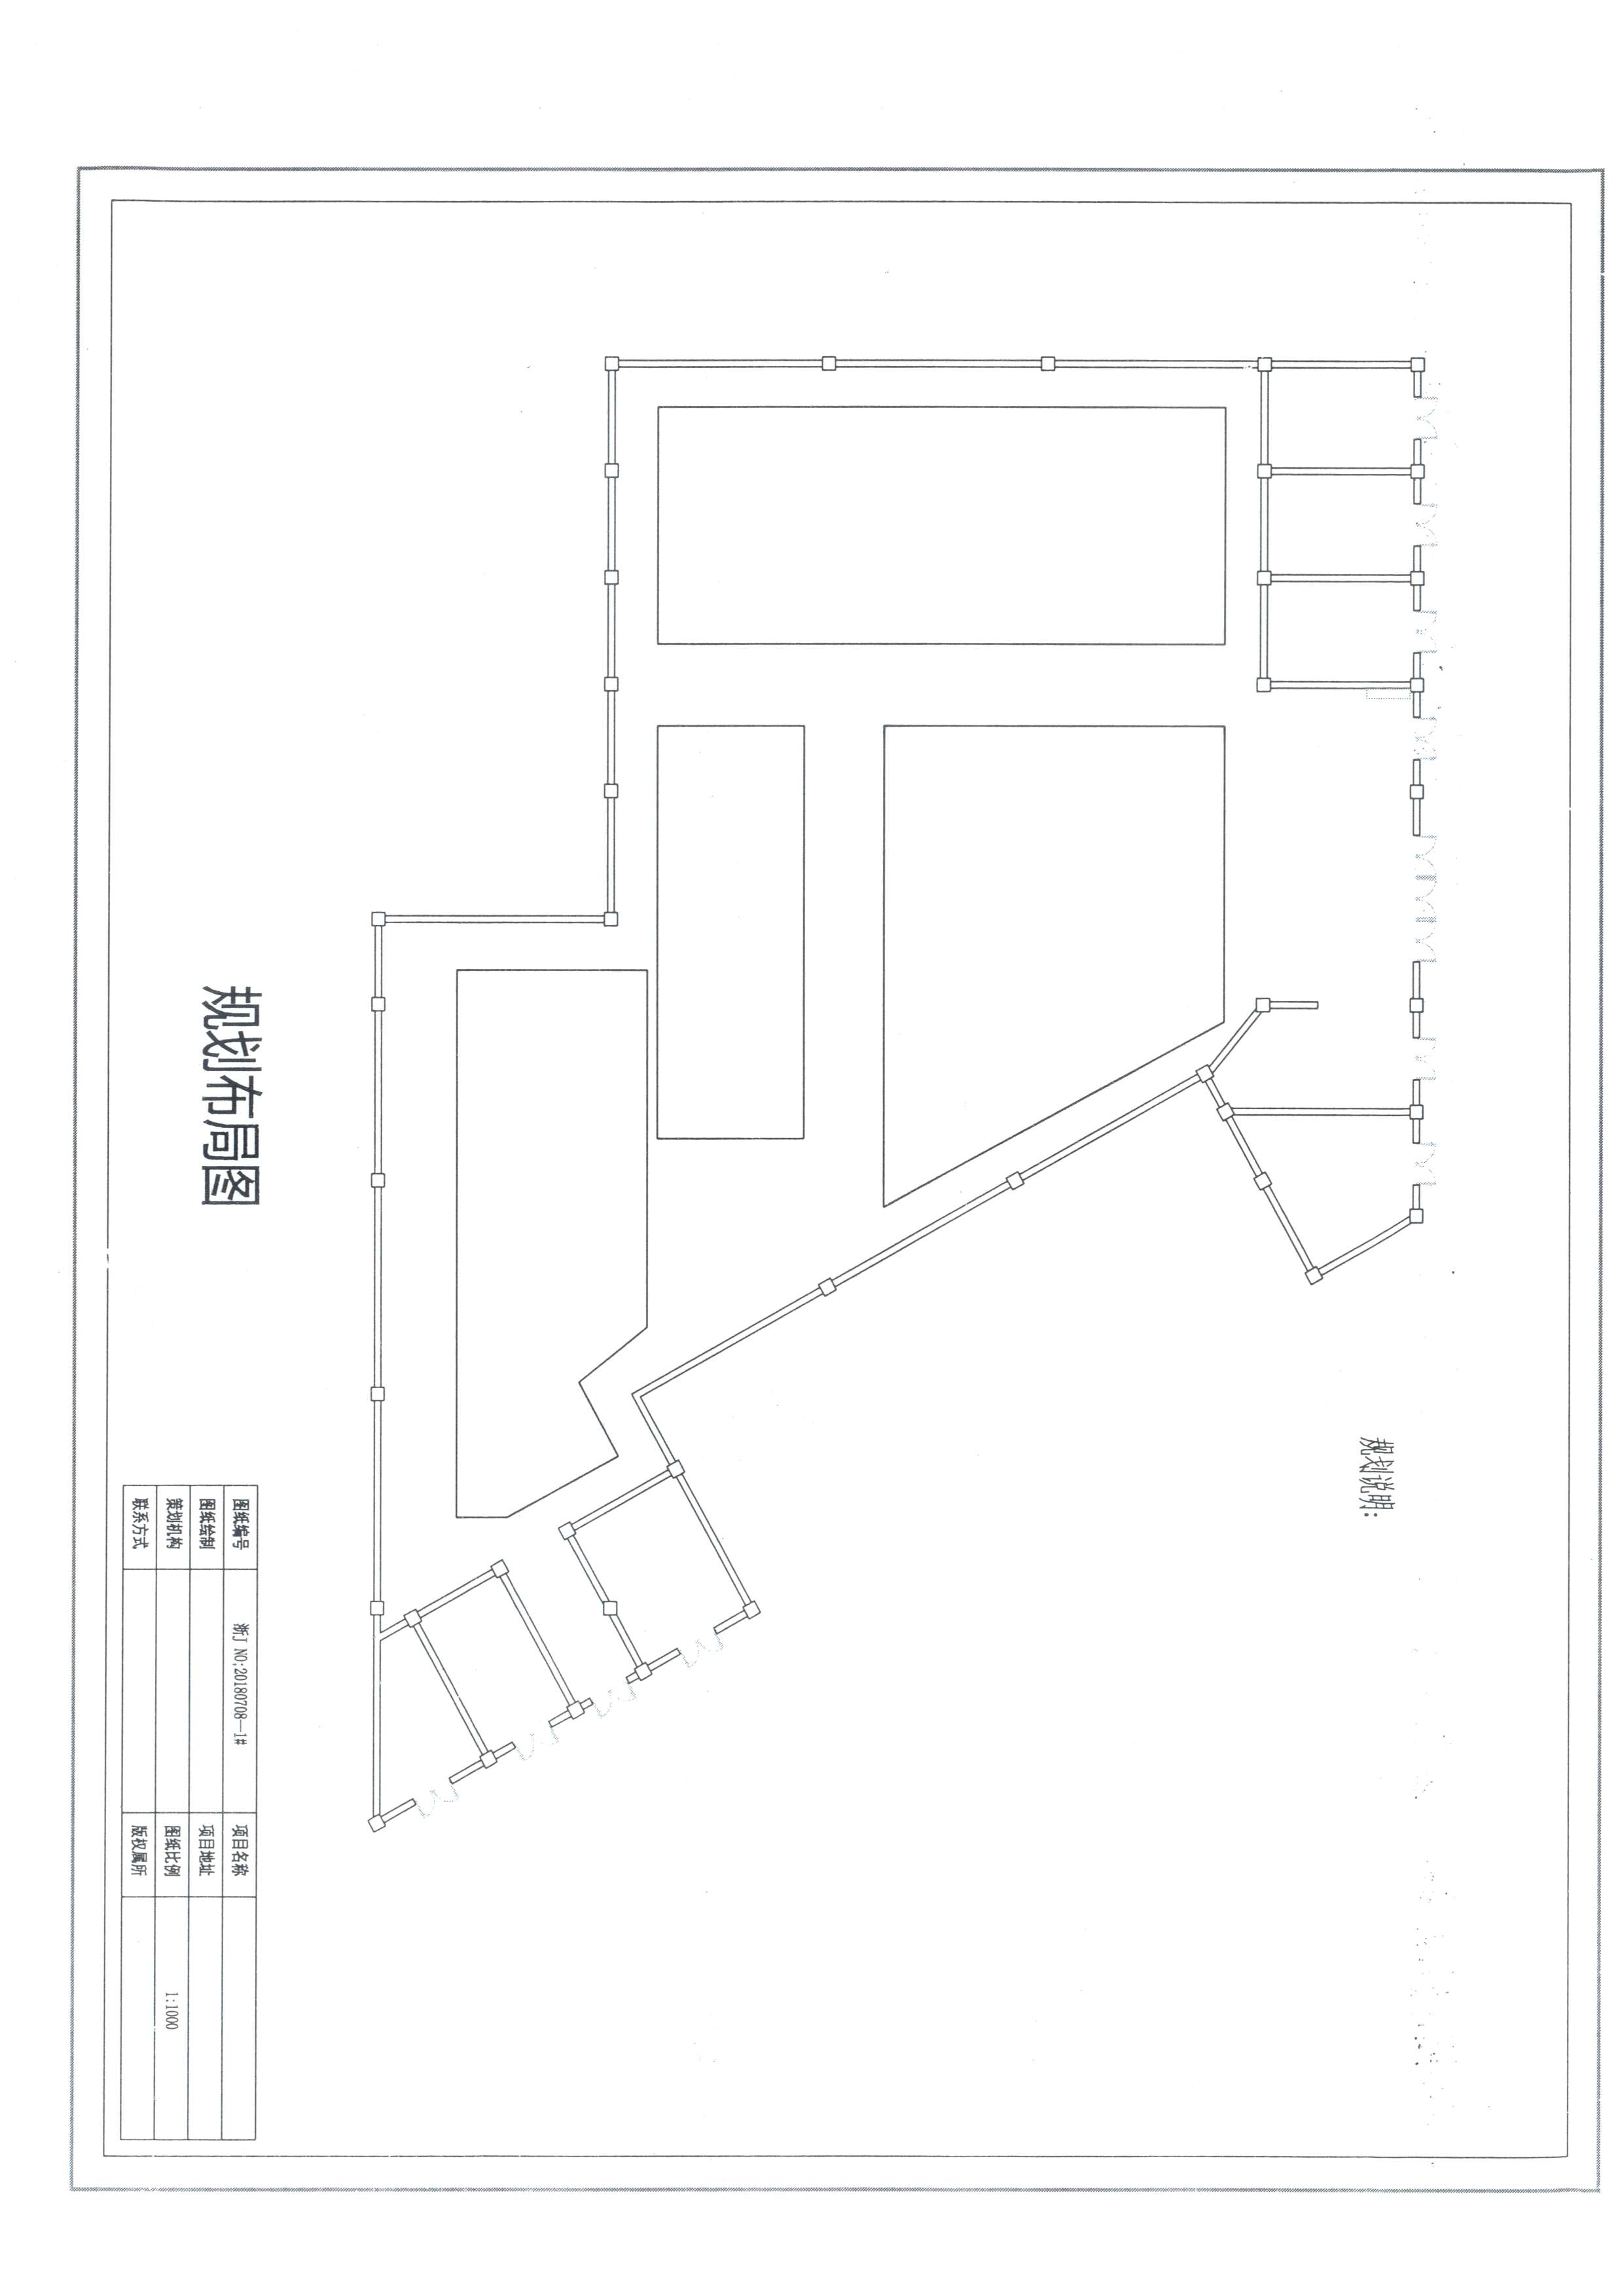 规划说明:
规划布局图
图纸编号 浙J NO;20180708—1# 项目名称
图纸绘制 项目地址
策划机构 图纸比例 1:1000
联系方式 版权属所